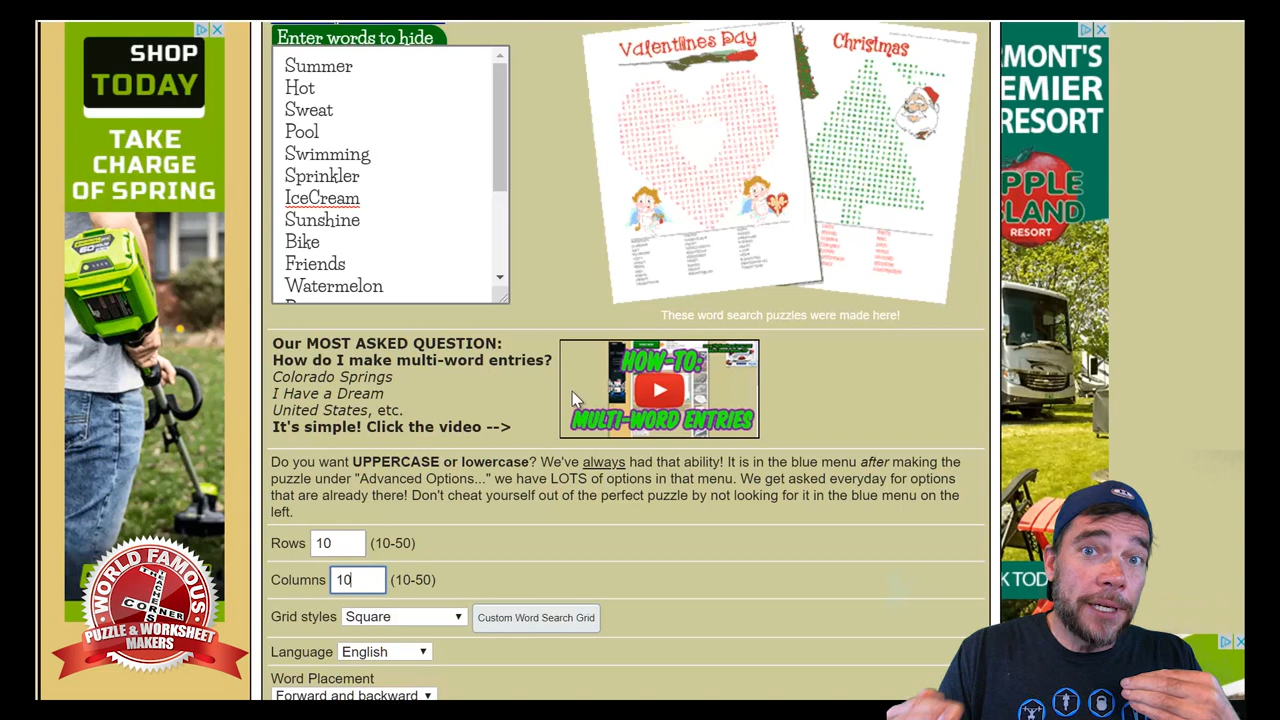 SHOP
TODAY
TAKE
CHARGE
OF SPRING
WORLD FAMOUS
THE
TEACHERS
CORNER
PUZZLE & WORKSHEET
MAKERS
Enter words to hide
Summer
Hot
Sweat
Pool
Swimming
Sprinkler
IceCream
Sunshine
Bike
Friends
Watermelon
Valentines Day
Christmas
These word search puzzles were made here!
Our MOST ASKED QUESTION:
How do I make multi-word entries?
Colorado Springs
I Have a Dream
United States, etc.
It's simple! Click the video -->
HOW-TO:
MULTI-WORD ENTRIES
Do you want UPPERCASE or lowercase? We've always had that ability! It is in the blue menu after making the
puzzle under "Advanced Options..." we have LOTS of options in that menu. We get asked everyday for options
that are already there! Don't cheat yourself out of the perfect puzzle by not looking for it in the blue menu on the
left.
Rows 10 (10-50)
Columns 10 (10-50)
Grid styles Square Custom Word Search Grid
Language English
Word Placement
Forward and backward
RMONT'S
EMIER
RESORT
PPLE
SLAND
RESORT
K TOD